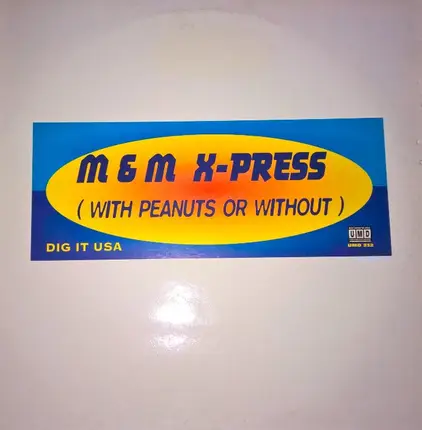 M & M X-PRESS
( WITH PEANUTS OR WITHOUT )
DIG IT USA
UMD